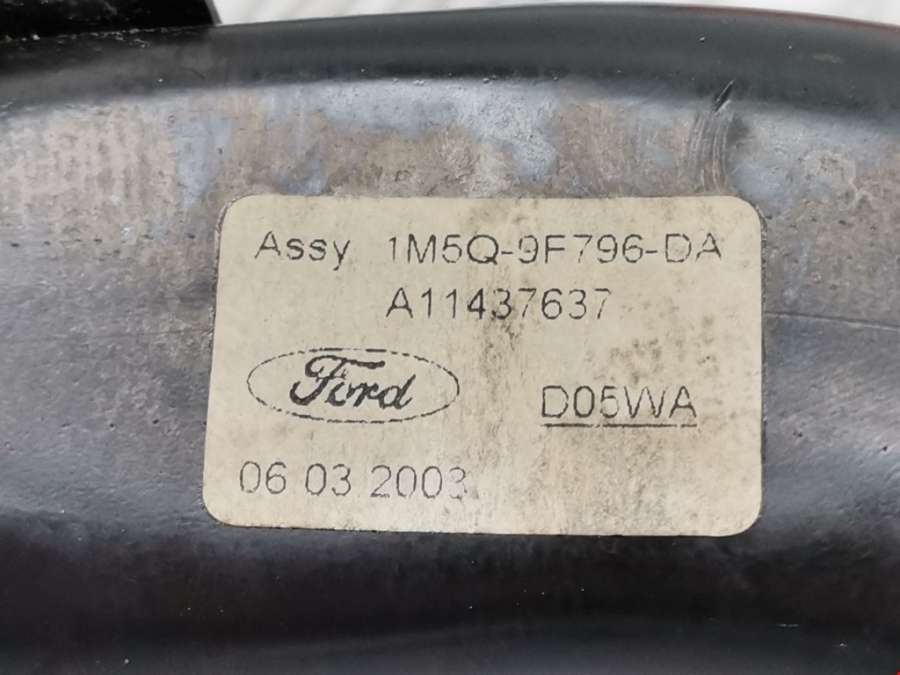 Assy 1M5Q-9F796-DA
A11437637
Ford
D05WA
06 03 2003